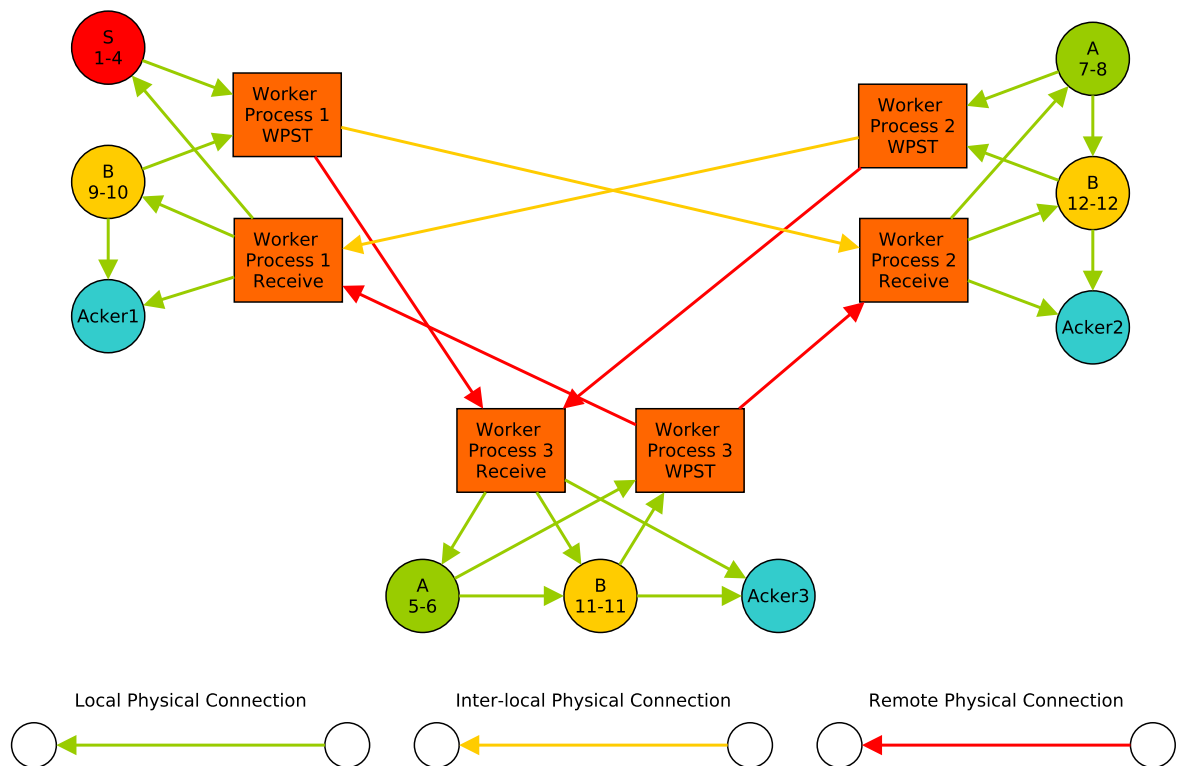 S
1-4
Worker
Process 1
WPST
B
9-10
Worker
Process 1
Receive
Acker1
A
7-8
Worker
Process 2
WPST
B
12-12
Worker
Process 2
Receive
Acker2
Worker
Process 3
Receive
Worker
Process 3
WPST
A
5-6
B
11-11
Acker3
Local Physical Connection
Inter-local Physical Connection
Remote Physical Connection